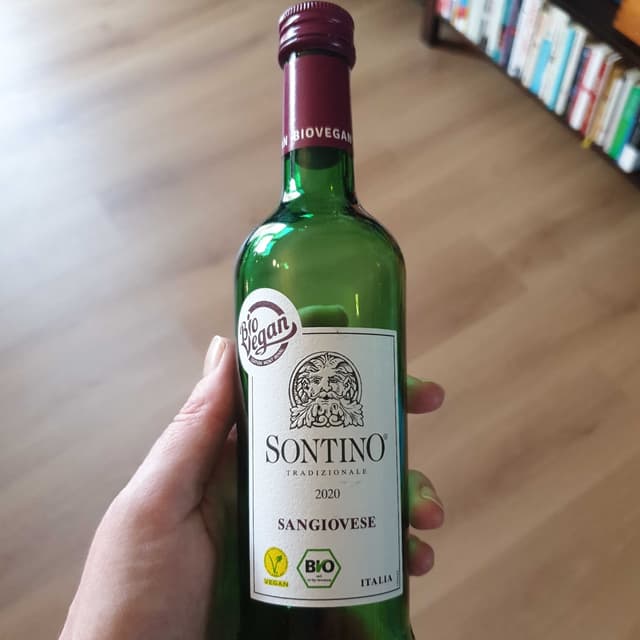 N BIOVEGAN
Bio
Vegan
SONTINO®
TRADIZIONALE
2020
SANGIOVESE
VEGAN
BIO
ITALIA